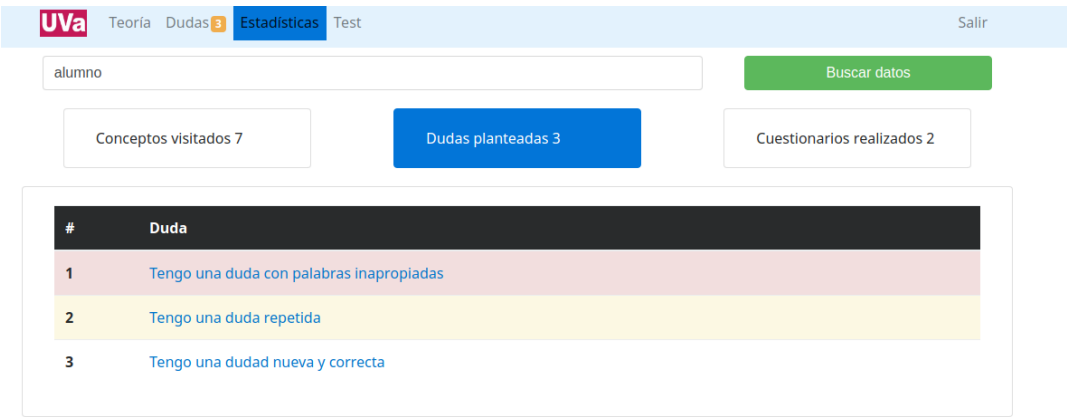 UVa Teoría Dudas 3 Estadísticas Test Salir
alumno Buscar datos
Conceptos visitados 7 Dudas planteadas 3 Cuestionarios realizados 2
# Duda
1 Tengo una duda con palabras inapropiadas
2 Tengo una duda repetida
3 Tengo una dudad nueva y correcta